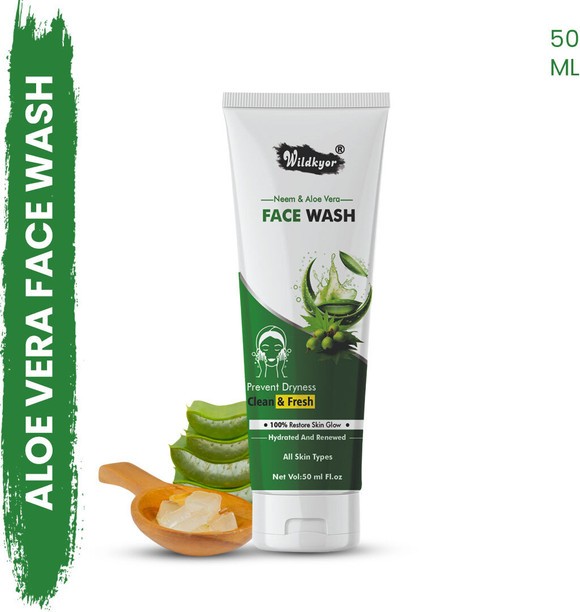 ALOE VERA FACE WASH
50
ML
Wildkyor®
Neem & Aloe Vera
FACE WASH
Prevent Dryness
Clean & Fresh
• 100% Restore Skin Glow •
Hydrated And Renewed
All Skin Types
Net Vol:50 ml Fl.oz